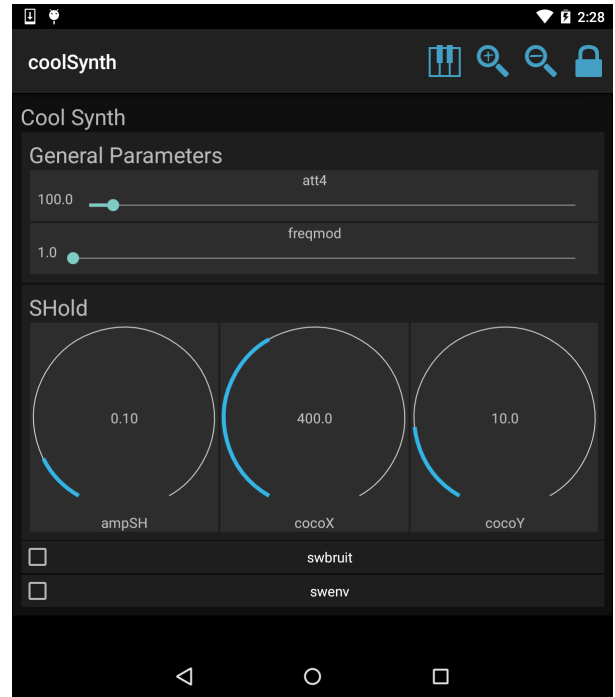 2:28
coolSynth
Cool Synth
General Parameters
att4
100.0
freqmod
1.0
SHold
0.10 400.0 10.0
ampSH cocoX cocoY
swbruit
swenv